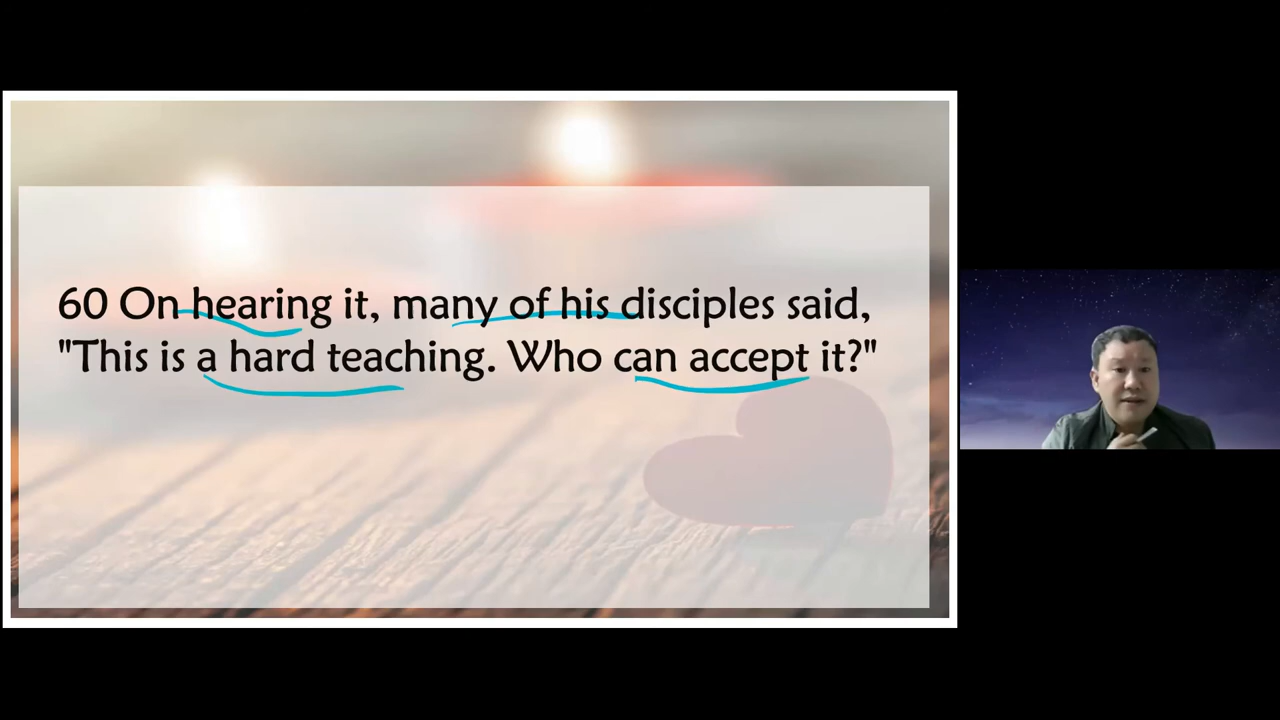 60 On hearing it, many of his disciples said,
"This is a hard teaching. Who can accept it?"